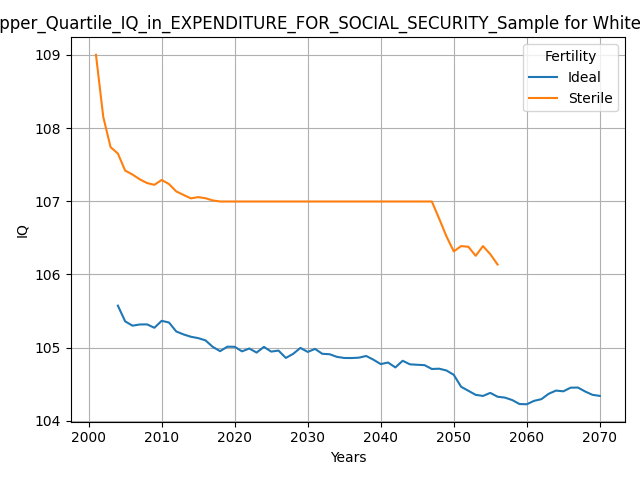 pper_Quartile_IQ_in_EXPENDITURE_FOR_SOCIAL_SECURITY_Sample for White
Fertility
Ideal
Sterile
109
108
107
106
105
104
IQ
2000 2010 2020 2030 2040 2050 2060 2070
Years